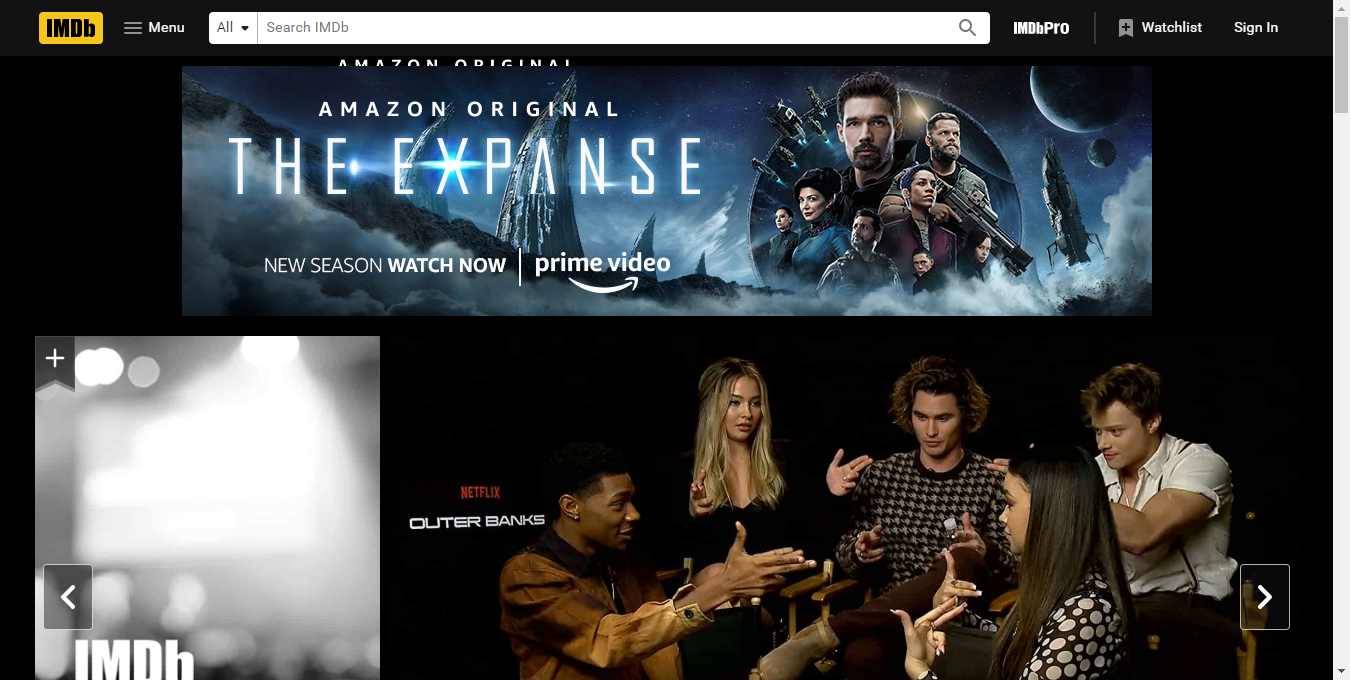 IMDb
Menu
All
Search IMDb
IMDbPro
Watchlist
Sign In
AMAZON ORIGINAL
AMAZON ORIGINAL
THE EXPANSE
NEW SEASON WATCH NOW
prime video
NETFLIX
OUTER BANKS
IMDb